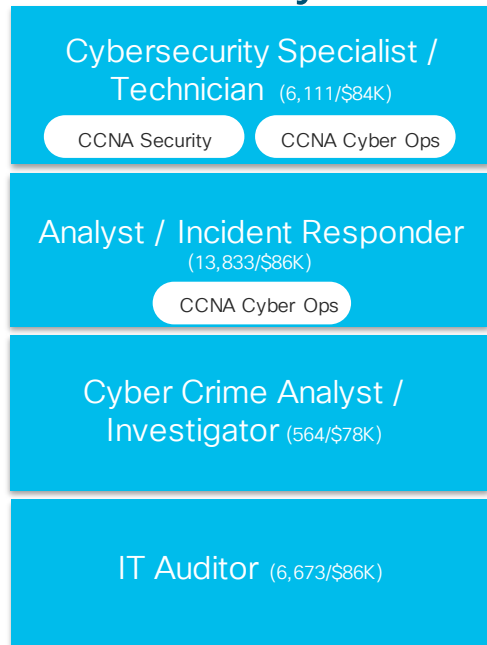 Cybersecurity Specialist /
Technician (6,111/$84K)
CCNA Security CCNA Cyber Ops
Analyst / Incident Responder
(13,833/$86K)
CCNA Cyber Ops
Cyber Crime Analyst /
Investigator (564/$78K)
IT Auditor (6,673/$86K)